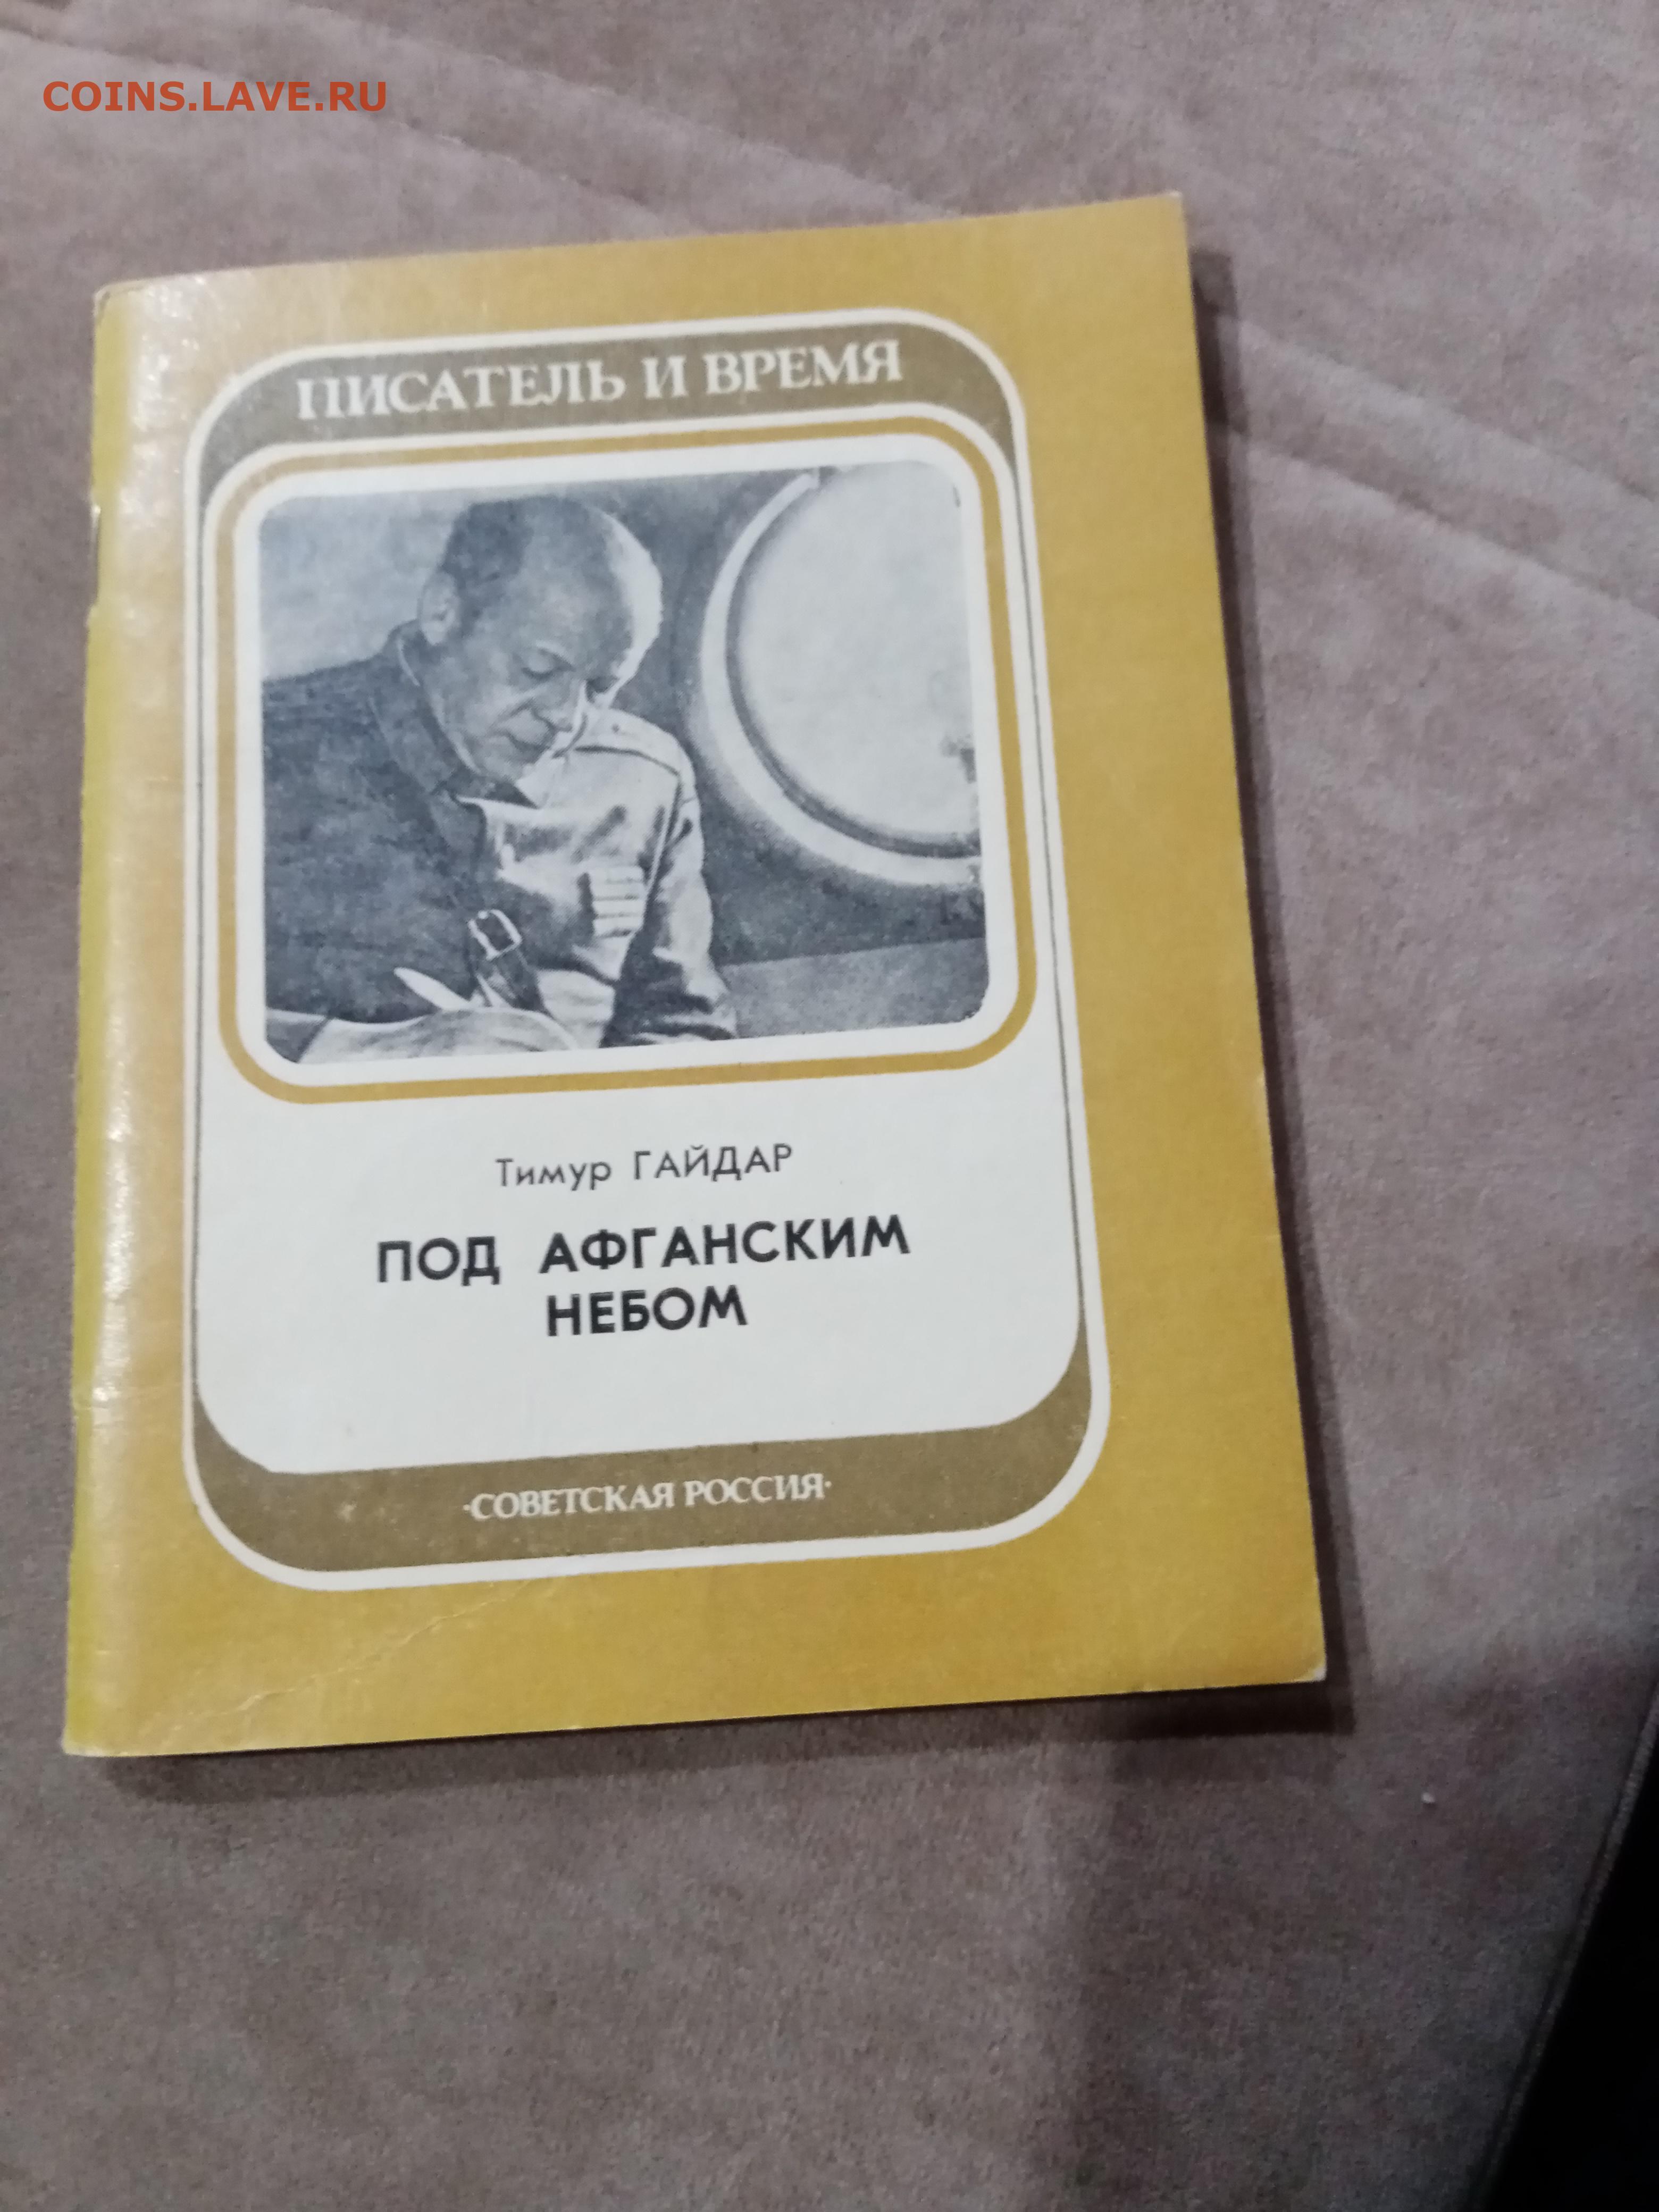 COINS.LAVE.RU
ПИСАТЕЛЬ И ВРЕМЯ
Тимур ГАЙДАР
ПОД АФГАНСКИМ
НЕБОМ
·СОВЕТСКАЯ РОССИЯ·